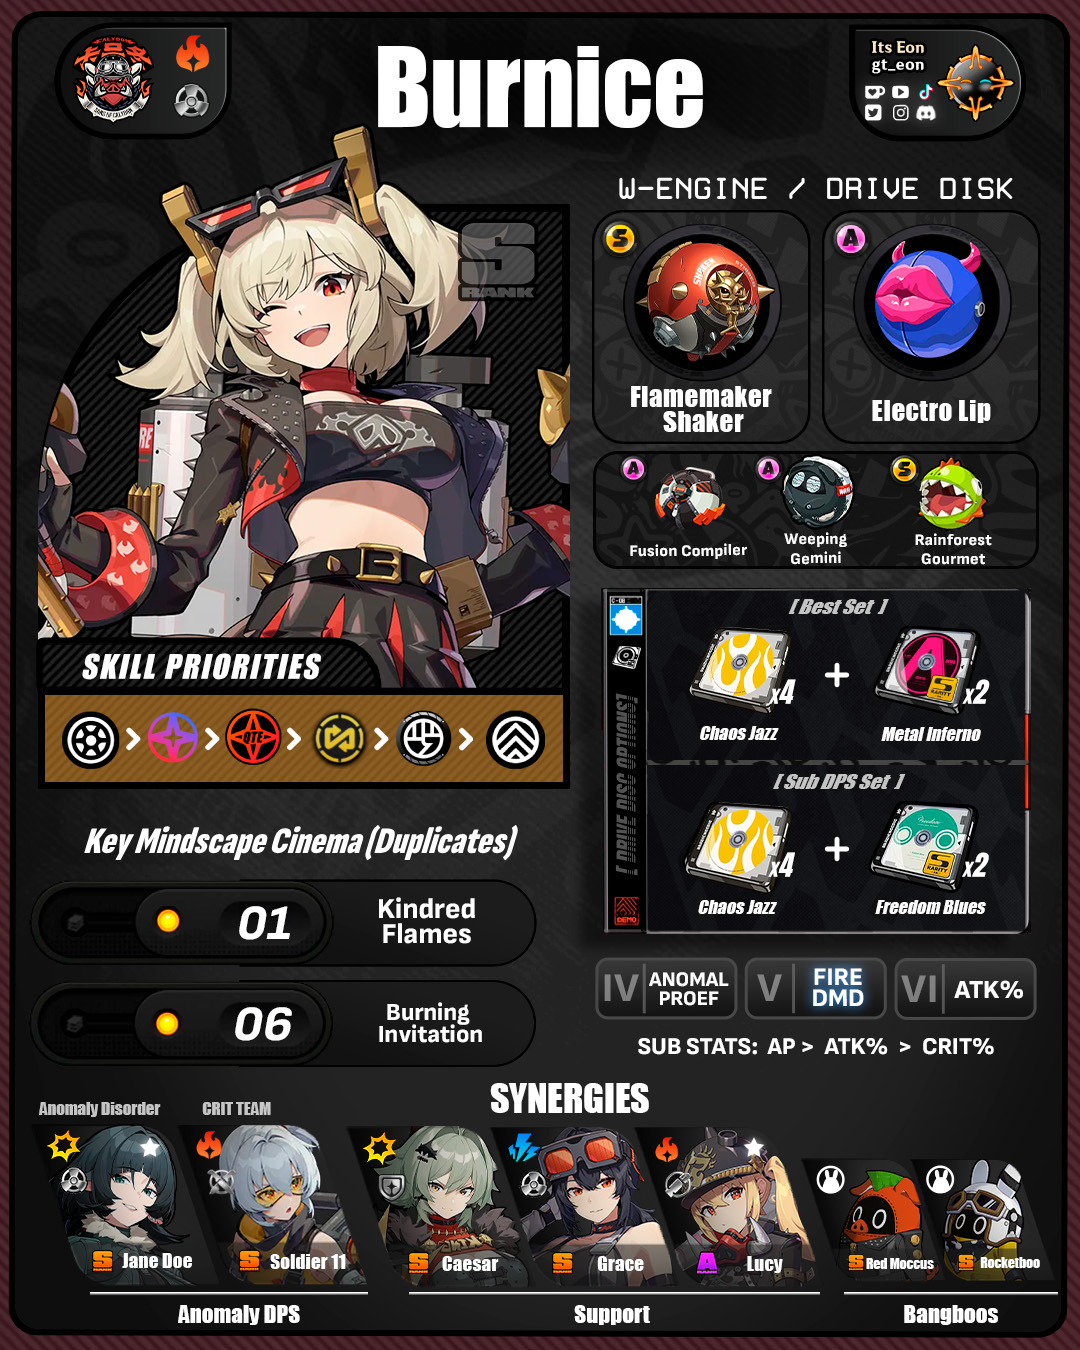 Burnice
Its Eon
gt_eon
W-ENGINE / DRIVE DISK
S
RANK
S
Flamemaker
Shaker
A
Electro Lip
A
Fusion Compiler
A
Weeping
Gemini
S
Rainforest
Gourmet
SKILL PRIORITIES
QTE
[ DRIVE DISC OPTIONS]
DEMO
[ Best Set ]
x4
Chaos Jazz
+
x2
Metal Inferno
[ Sub DPS Set ]
x4
Chaos Jazz
+
x2
Freedom Blues
Key Mindscape Cinema (Duplicates)
01
Kindred
Flames
06
Burning
Invitation
IV
ANOMAL
PROEF
V
FIRE
DMD
VI
ATK%
SUB STATS: AP > ATK% > CRIT%
SYNERGIES
Anomaly Disorder
CRIT TEAM
S Jane Doe
S Soldier 11
S Caesar
S Grace
A Lucy
S Red Moccus
S Rocketboo
Anomaly DPS
Support
Bangboos